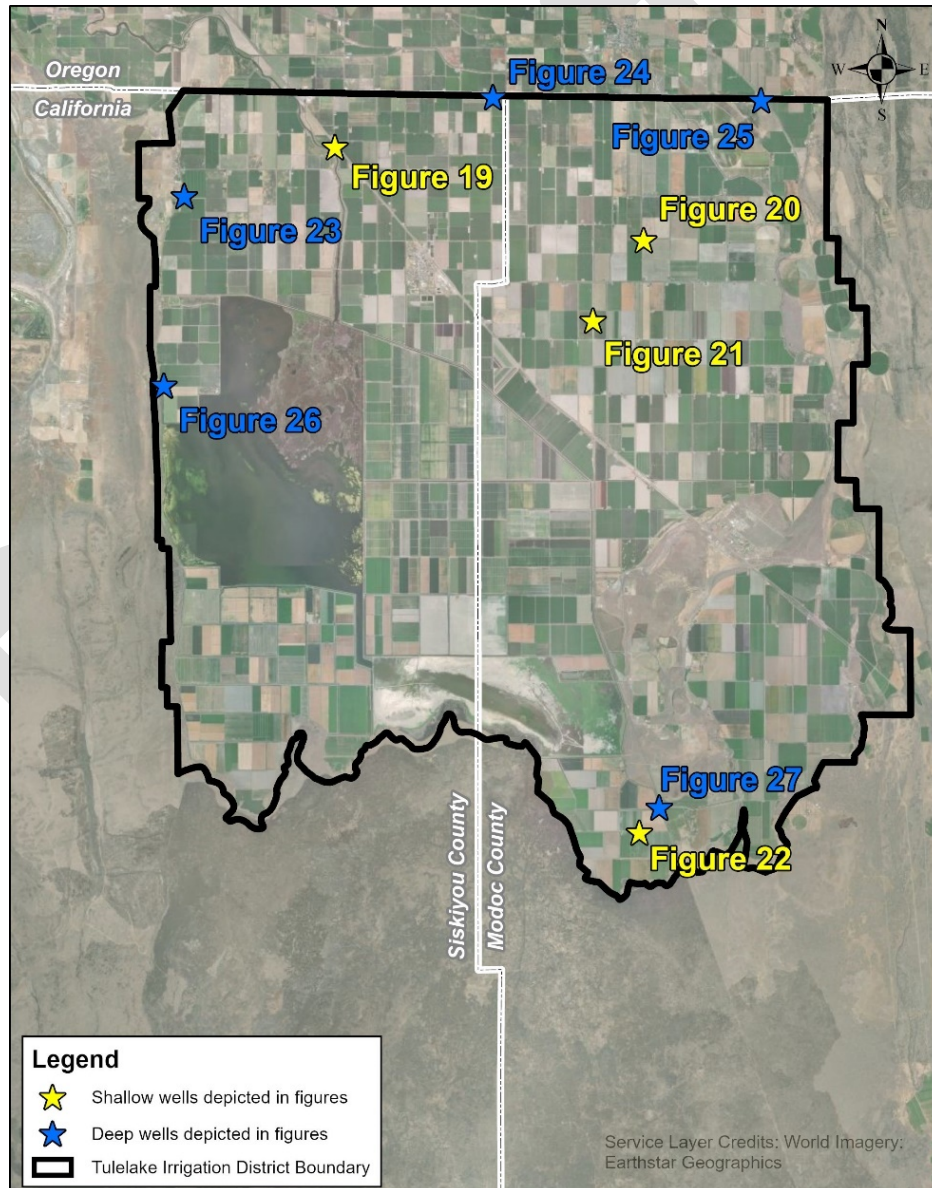 N
W
E
S
Oregon
California
Figure 24
Figure 25
Figure 19
Figure 20
Figure 23
Figure 21
Figure 26
Figure 27
Figure 22
Siskiyou County
Modoc County
Legend
Shallow wells depicted in figures
Deep wells depicted in figures
Tulelake Irrigation District Boundary
Service Layer Credits: World Imagery:
Earthstar Geographics